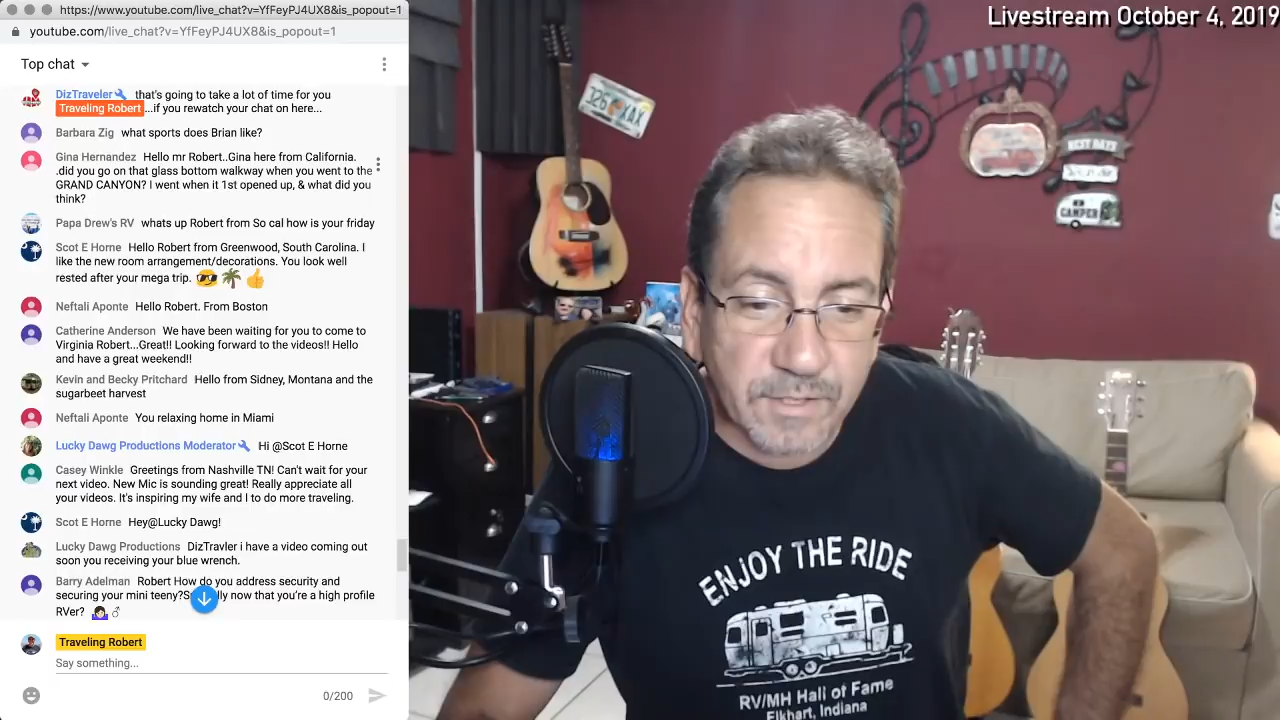 https://www.youtube.com/live_chat?v=YfFeyPJ4UX8&is_popout=1
youtube.com/live_chat?v=YfFeyPJ4UX8&is_popout=1
Livestream October 4, 2019
Top chat
DizTraveler that's going to take a lot of time for you
Traveling Robert ...if you rewatch your chat on here...
Barbara Zig what sports does Brian like?
Gina Hernandez Hello mr Robert..Gina here from California.
.did you go on that glass bottom walkway when you went to the
GRAND CANYON? I went when it 1st opened up, & what did you
think?
Papa Drew's RV whats up Robert from So cal how is your friday
Scot E Horne Hello Robert from Greenwood, South Carolina. I
like the new room arrangement/decorations. You look well
rested after your mega trip. 😎🌴👍
Neftali Aponte Hello Robert. From Boston
Catherine Anderson We have been waiting for you to come to
Virginia Robert...Great!! Looking forward to the videos!! Hello
and have a great weekend!!
Kevin and Becky Pritchard Hello from Sidney, Montana and the
sugarbeet harvest
Neftali Aponte You relaxing home in Miami
Lucky Dawg Productions Moderator Hi @Scot E Horne
Casey Winkle Greetings from Nashville TN! Can't wait for your
next video. New Mic is sounding great! Really appreciate all
your videos. It's inspiring my wife and I to do more traveling.
Scot E Horne Hey@Lucky Dawg!
Lucky Dawg Productions DizTravler i have a video coming out
soon you receiving your blue wrench.
Barry Adelman Robert How do you address security and
securing your mini teeny? now that you're a high profile
RVer?
Traveling Robert
Say something...
0/200
326 XAX
BEST DAYS
CAMPER
ENJOY THE RIDE
RV/MH Hall of Fame
Elkhart, Indiana